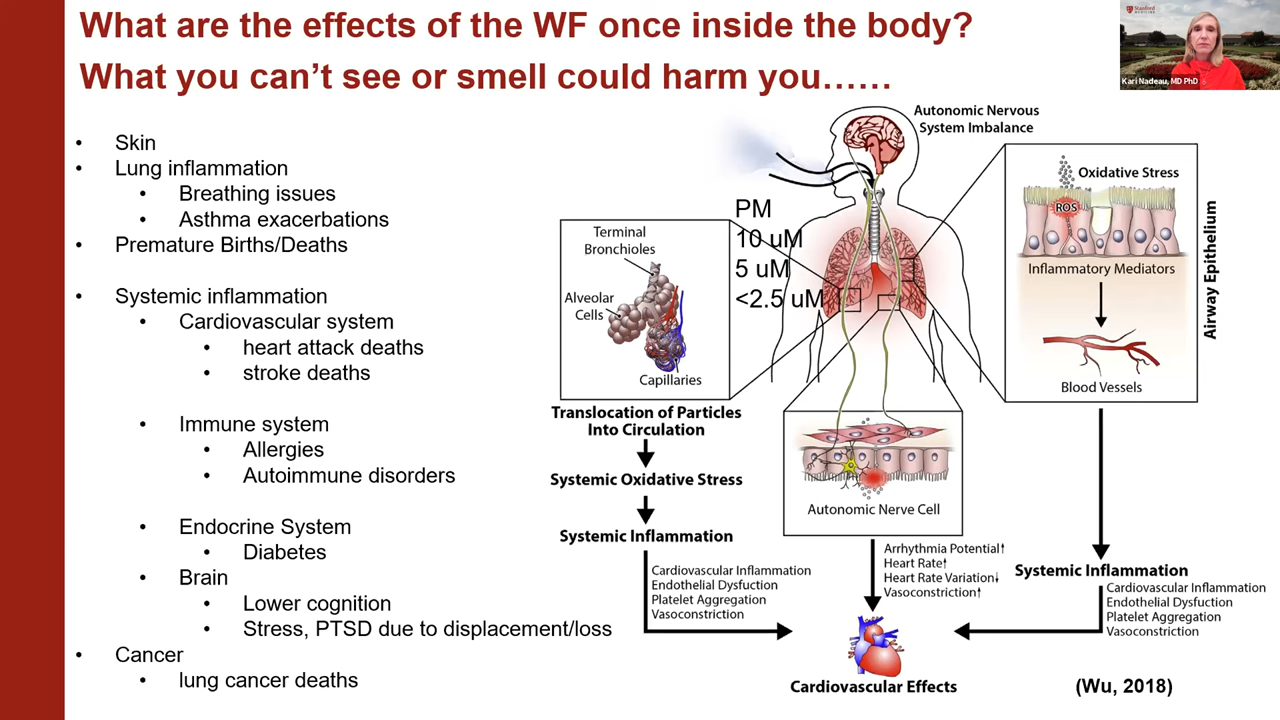 What are the effects of the WF once inside the body?
What you can't see or smell could harm you……
Stanford
MEDICINE
Kari Nadeau, MD PhD
• Skin
• Lung inflammation
• Breathing issues
• Asthma exacerbations
• Premature Births/Deaths
• Systemic inflammation
• Cardiovascular system
• heart attack deaths
• stroke deaths
• Immune system
• Allergies
• Autoimmune disorders
• Endocrine System
• Diabetes
• Brain
• Lower cognition
• Stress, PTSD due to displacement/loss
• Cancer
• lung cancer deaths
Autonomic Nervous
System Imbalance
PM
10 uM
5 uM
<2.5 uM
Terminal
Bronchioles
Alveolar
Cells
Capillaries
Translocation of Particles
Into Circulation
Systemic Oxidative Stress
Systemic Inflammation
Cardiovascular Inflammation
Endothelial Dysfuction
Platelet Aggregation
Vasoconstriction
Autonomic Nerve Cell
Arrhythmia Potential↑
Heart Rate↑
Heart Rate Variation↓
Vasoconstriction↑
Cardiovascular Effects
Oxidative Stress
ROS
Inflammatory Mediators
Blood Vessels
Airway Epithelium
Systemic Inflammation
Cardiovascular Inflammation
Endothelial Dysfuction
Platelet Aggregation
Vasoconstriction
(Wu, 2018)